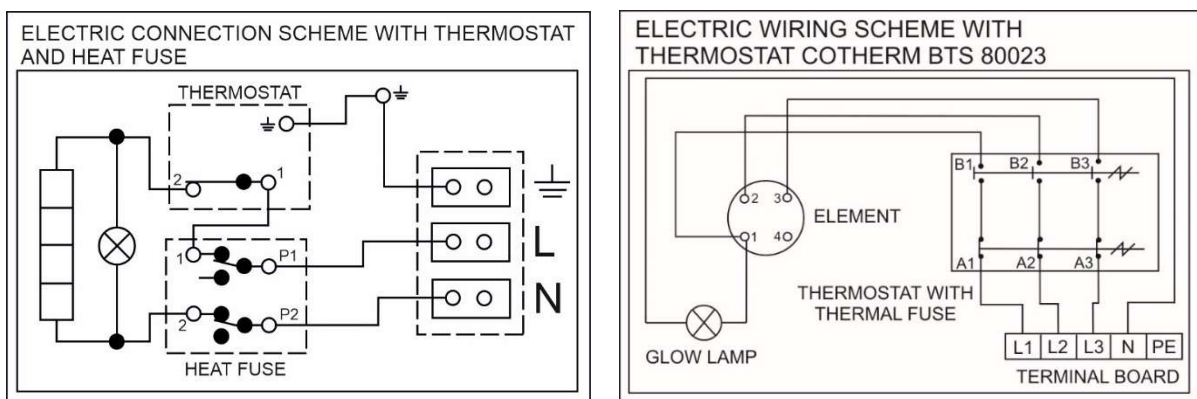 ELECTRIC CONNECTION SCHEME WITH THERMOSTAT
AND HEAT FUSE
THERMOSTAT
2
1
1
P1
L
2
P2
N
HEAT FUSE
ELECTRIC WIRING SCHEME WITH
THERMOSTAT COTHERM BTS 80023
B1 B2 B3
2 3
ELEMENT
1 4
A1 A2 A3
THERMOSTAT WITH
THERMAL FUSE
GLOW LAMP
L1 L2 L3 N PE
TERMINAL BOARD